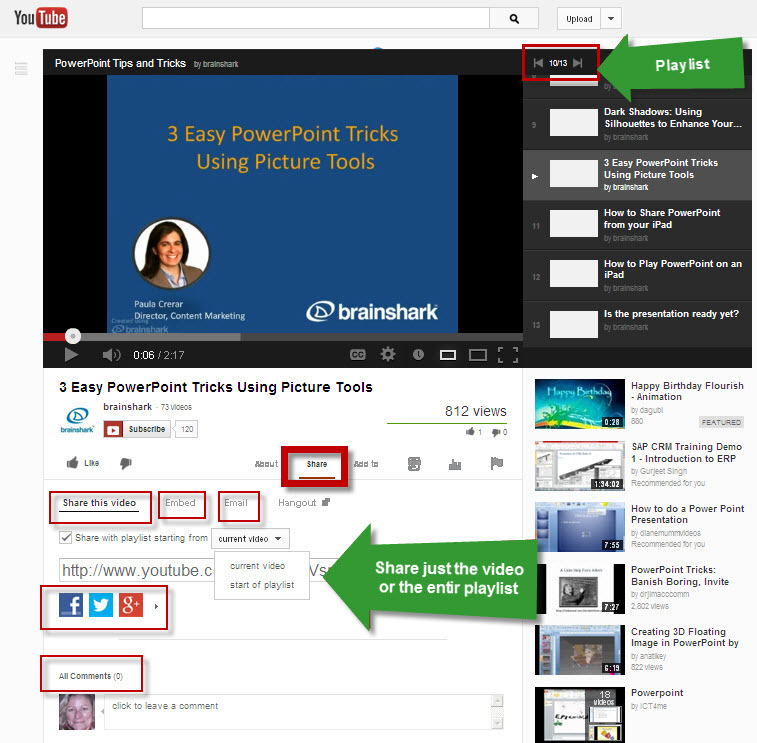 YouTube
Upload
PowerPoint Tips and Tricks by brainshark
10/13
Playlist
3 Easy PowerPoint Tricks
Using Picture Tools
Paula Crerar
Director, Content Marketing
Created using
brainshark
brainshark
0:06 / 2:17
CC
9
Dark Shadows: Using
Silhouettes to Enhance Your...
by brainshark
3 Easy PowerPoint Tricks
Using Picture Tools
by brainshark
11
How to Share PowerPoint
from your iPad
by brainshark
12
How to Play PowerPoint on an
iPad
by brainshark
13
Is the presentation ready yet?
by brainshark
3 Easy PowerPoint Tricks Using Picture Tools
brainshark
brainshark · 73 videos
Subscribe 120
812 views
1 0
Like
About Share Add to
Share this video Embed Email Hangout
Share with playlist starting from current video
current video
start of playlist
http://www.youtube.c
Share just the video
or the entir playlist
f
g+
All Comments (0)
click to leave a comment
Happy Birthday
0:28
Happy Birthday Flourish
- Animation
by dagubi
880 FEATURED
1:34:02
SAP CRM Training Demo
1 - Introduction to ERP
by Gurjeet Singh
Recommended for you
7:55
How to do a Power Point
Presentation
by dianemummvideos
Recommended for you
7:27
PowerPoint Tricks:
Banish Boring, Invite
by drjimacccomm
2,802 views
6:19
Creating 3D Floating
Image in PowerPoint by
by anatikey
822 views
18
videos
Powerpoint
by ICT4me